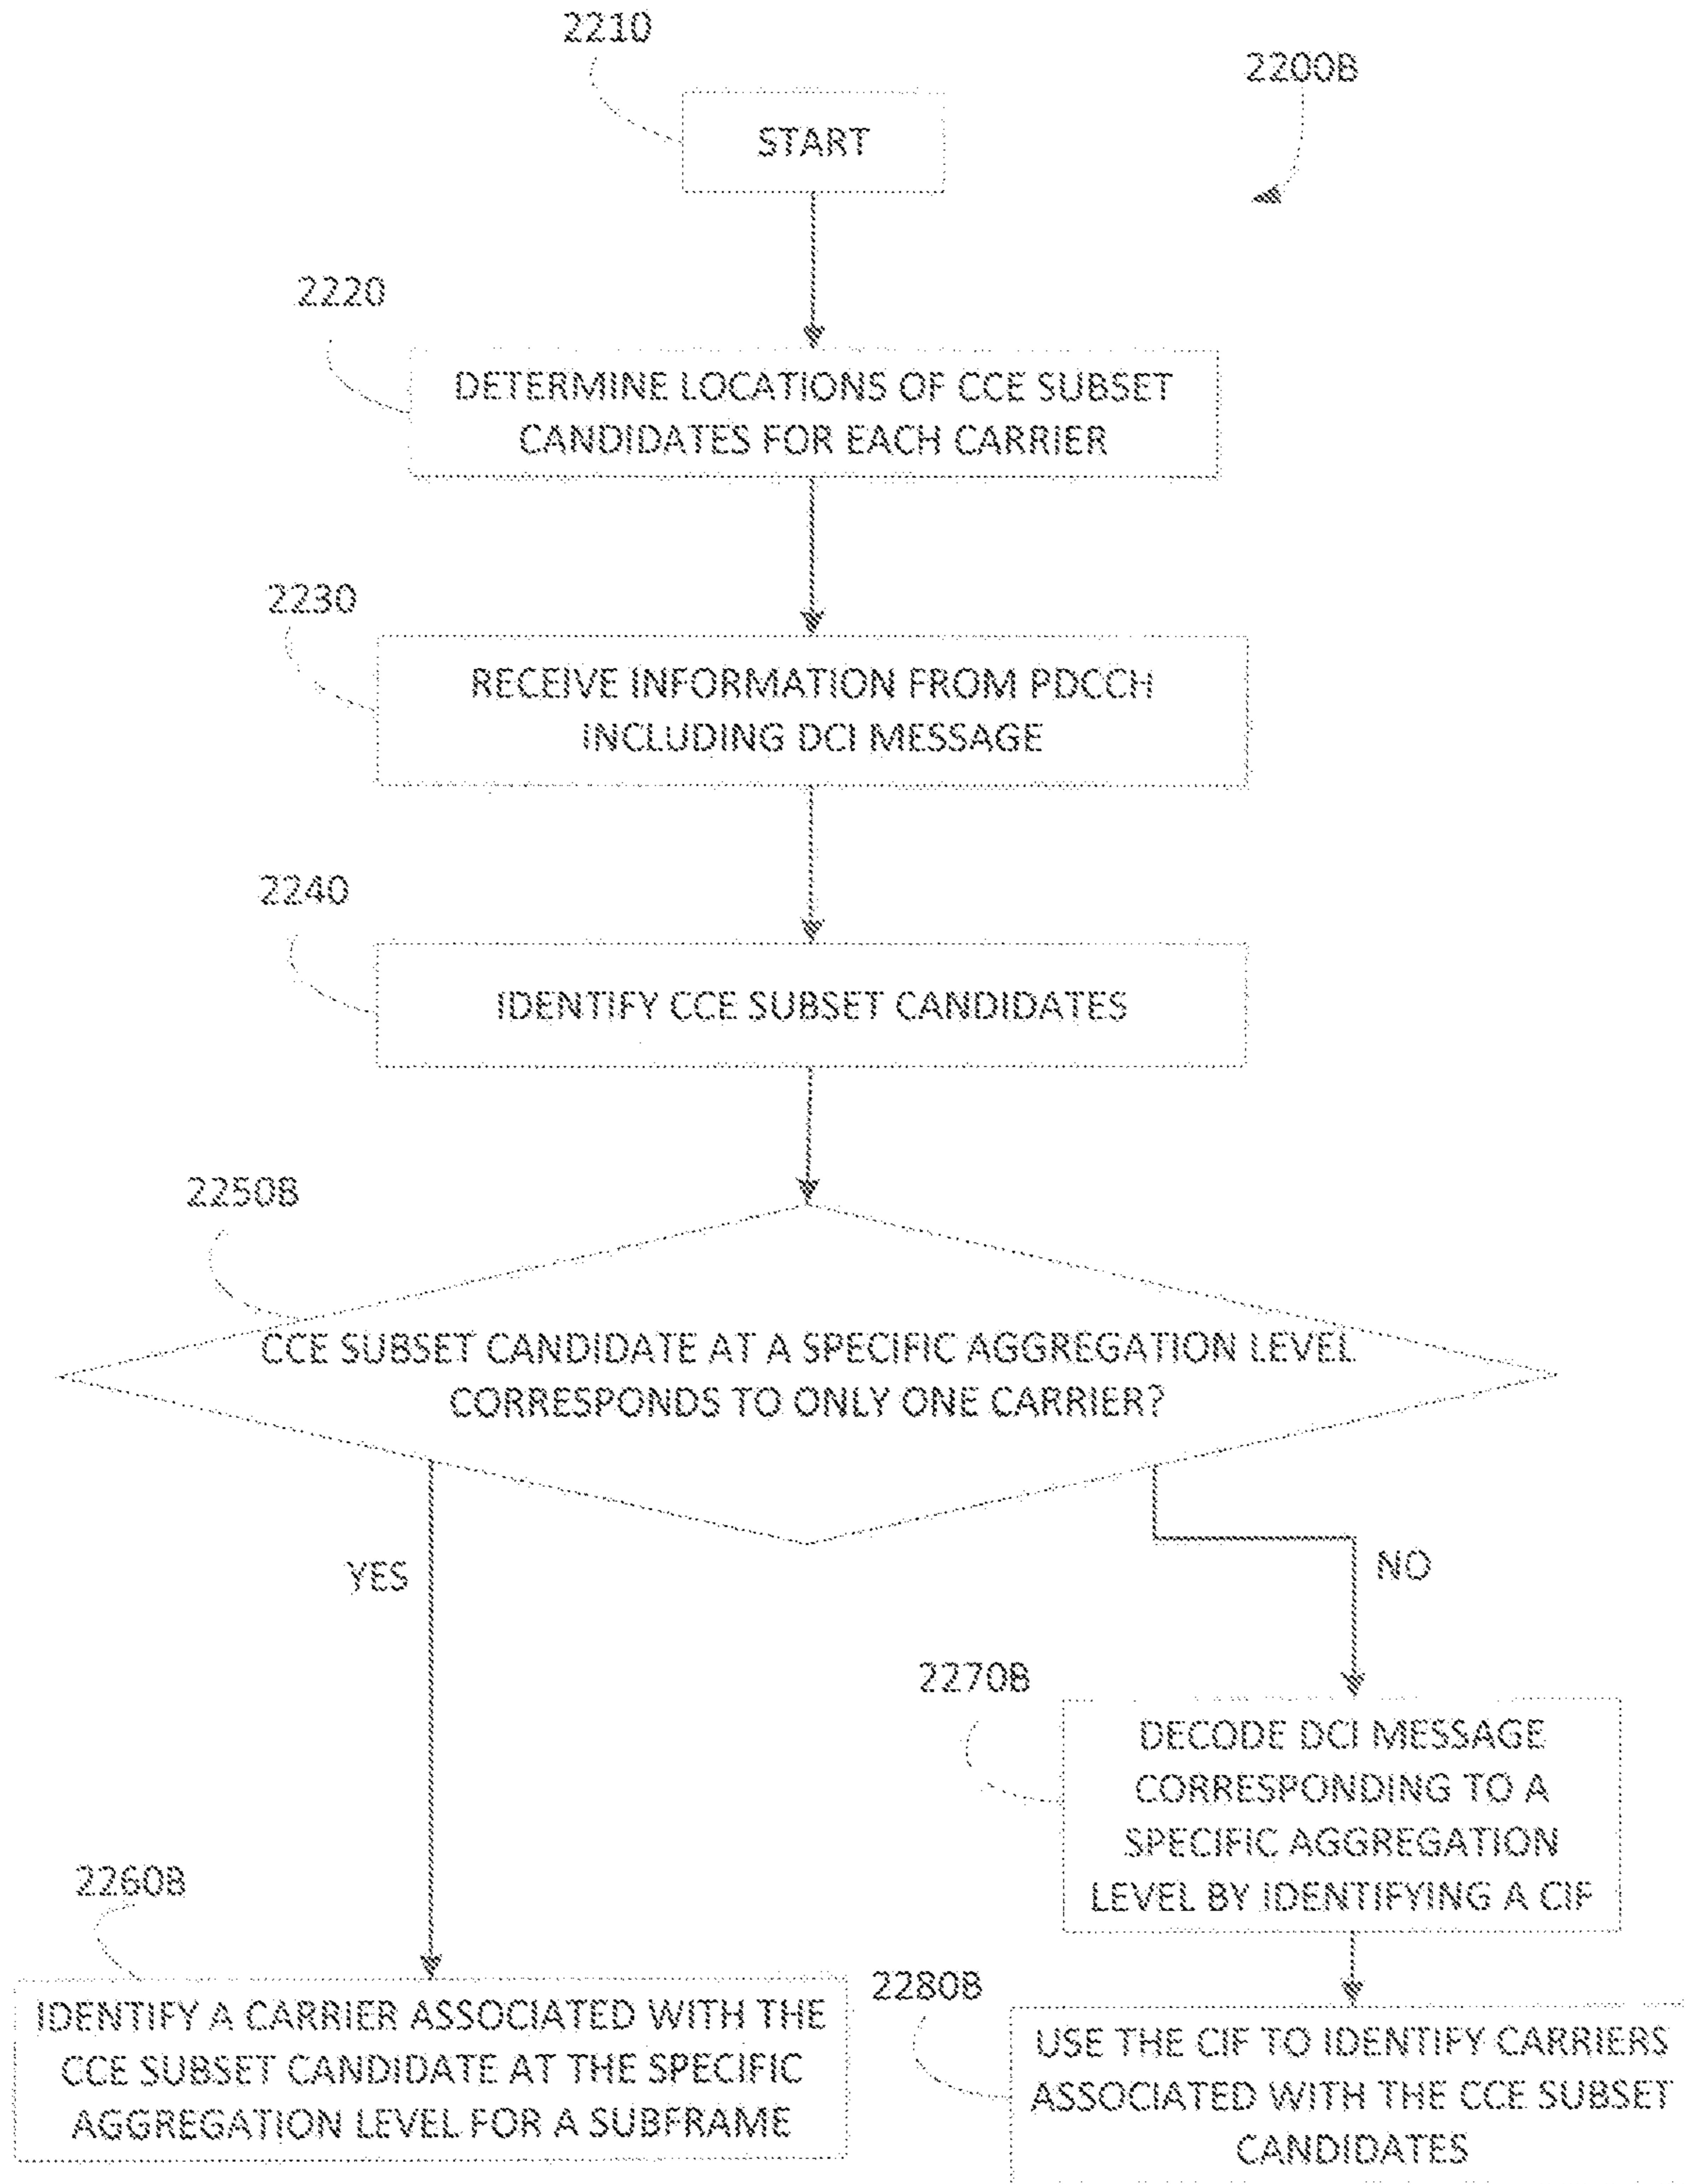 2210
2200B
START
2220
DETERMINE LOCATIONS OF CCE SUBSET
CANDIDATES FOR EACH CARRIER
2230
RECEIVE INFORMATION FROM PDCCH
INCLUDING DCI MESSAGE
2240
IDENTIFY CCE SUBSET CANDIDATES
2250B
CCE SUBSET CANDIDATE AT A SPECIFIC AGGREGATION LEVEL
CORRESPONDS TO ONLY ONE CARRIER?
YES
NO
2270B
DECODE DCI MESSAGE
CORRESPONDING TO A
SPECIFIC AGGREGATION
LEVEL BY IDENTIFYING A CIF
2260B
IDENTIFY A CARRIER ASSOCIATED WITH THE
CCE SUBSET CANDIDATE AT THE SPECIFIC
AGGREGATION LEVEL FOR A SUBFRAME
2280B
USE THE CIF TO IDENTIFY CARRIERS
ASSOCIATED WITH THE CCE SUBSET
CANDIDATES